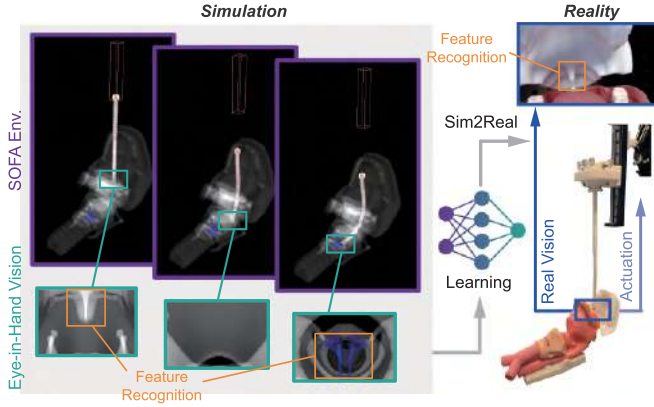 Simulation
Reality
SOFA Env.
Eye-in-Hand Vision
Feature
Recognition
Feature
Recognition
Sim2Real
Learning
Real Vision
Actuation